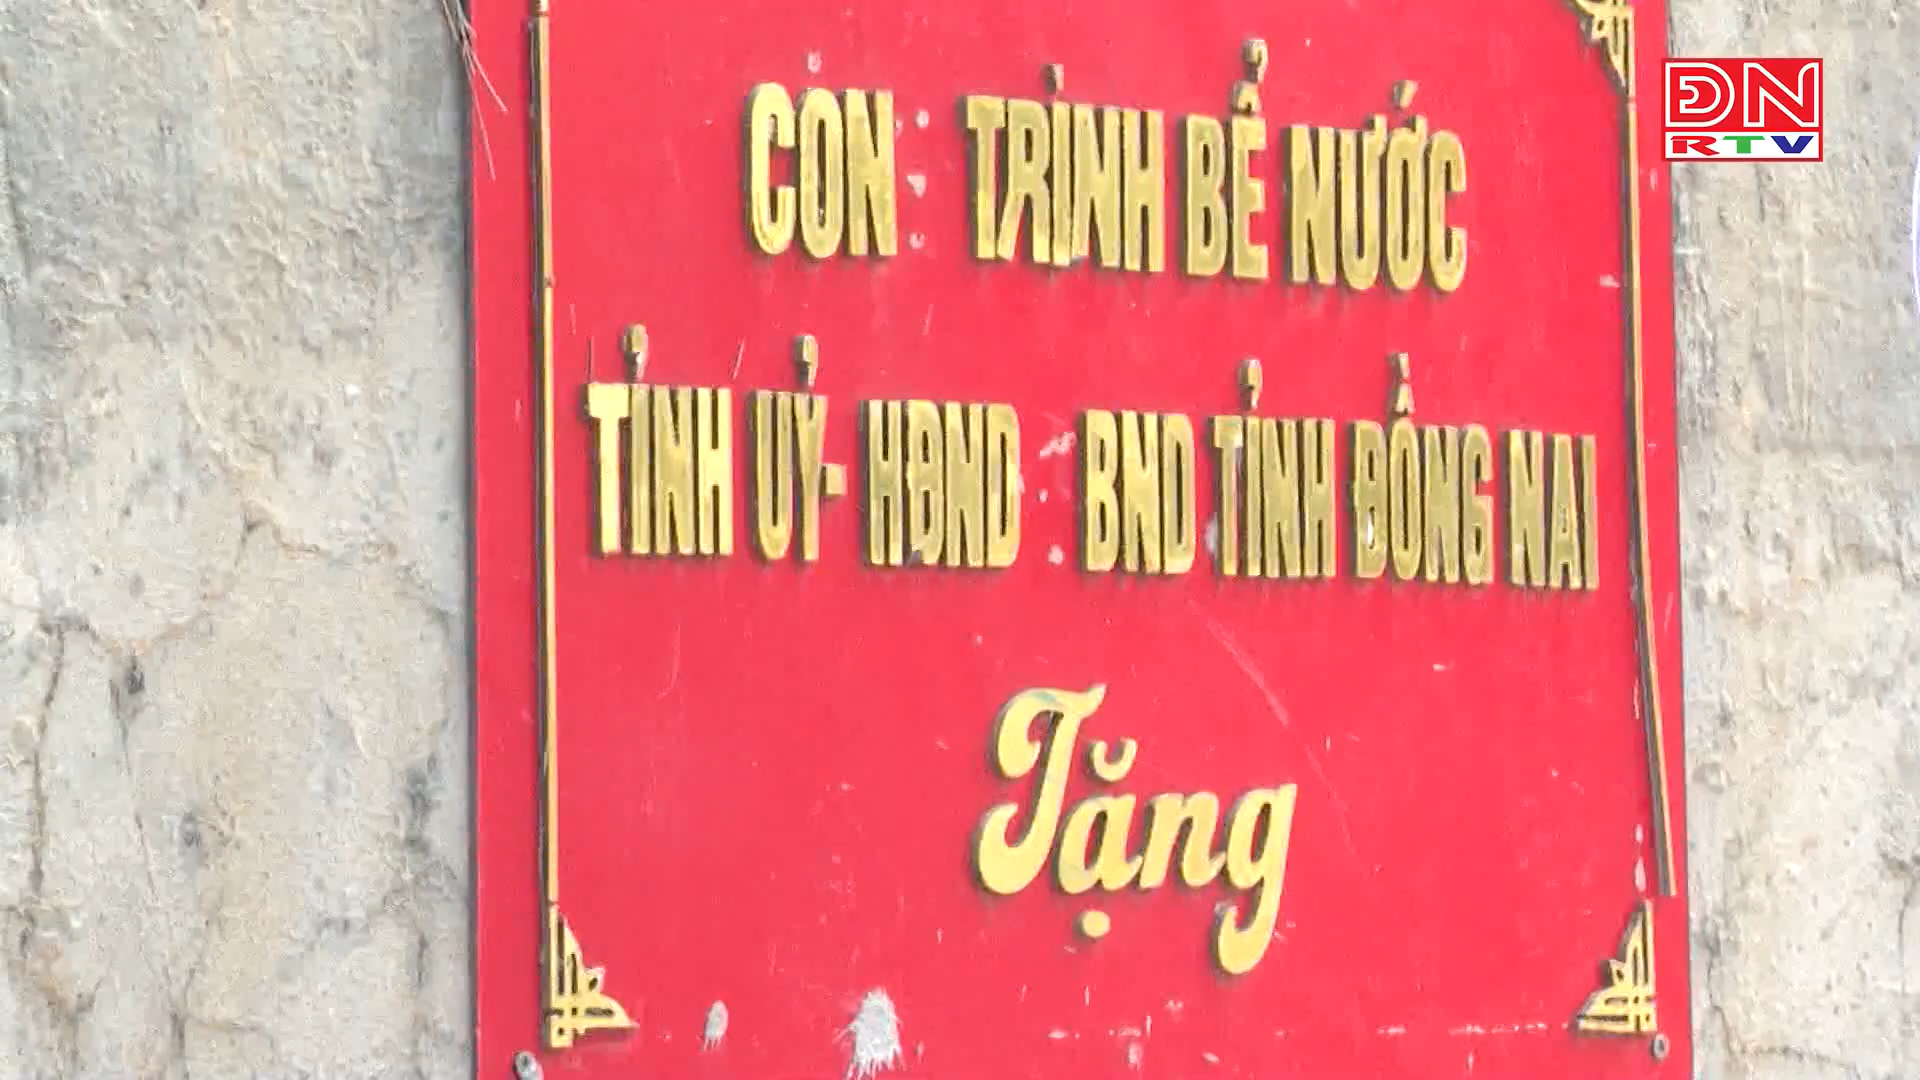 CON TRÌNH BỂ NƯỚC
TỈNH UỶ- HĐND BND TỈNH ĐỒNG NAI
Tặng
ĐN
RTV